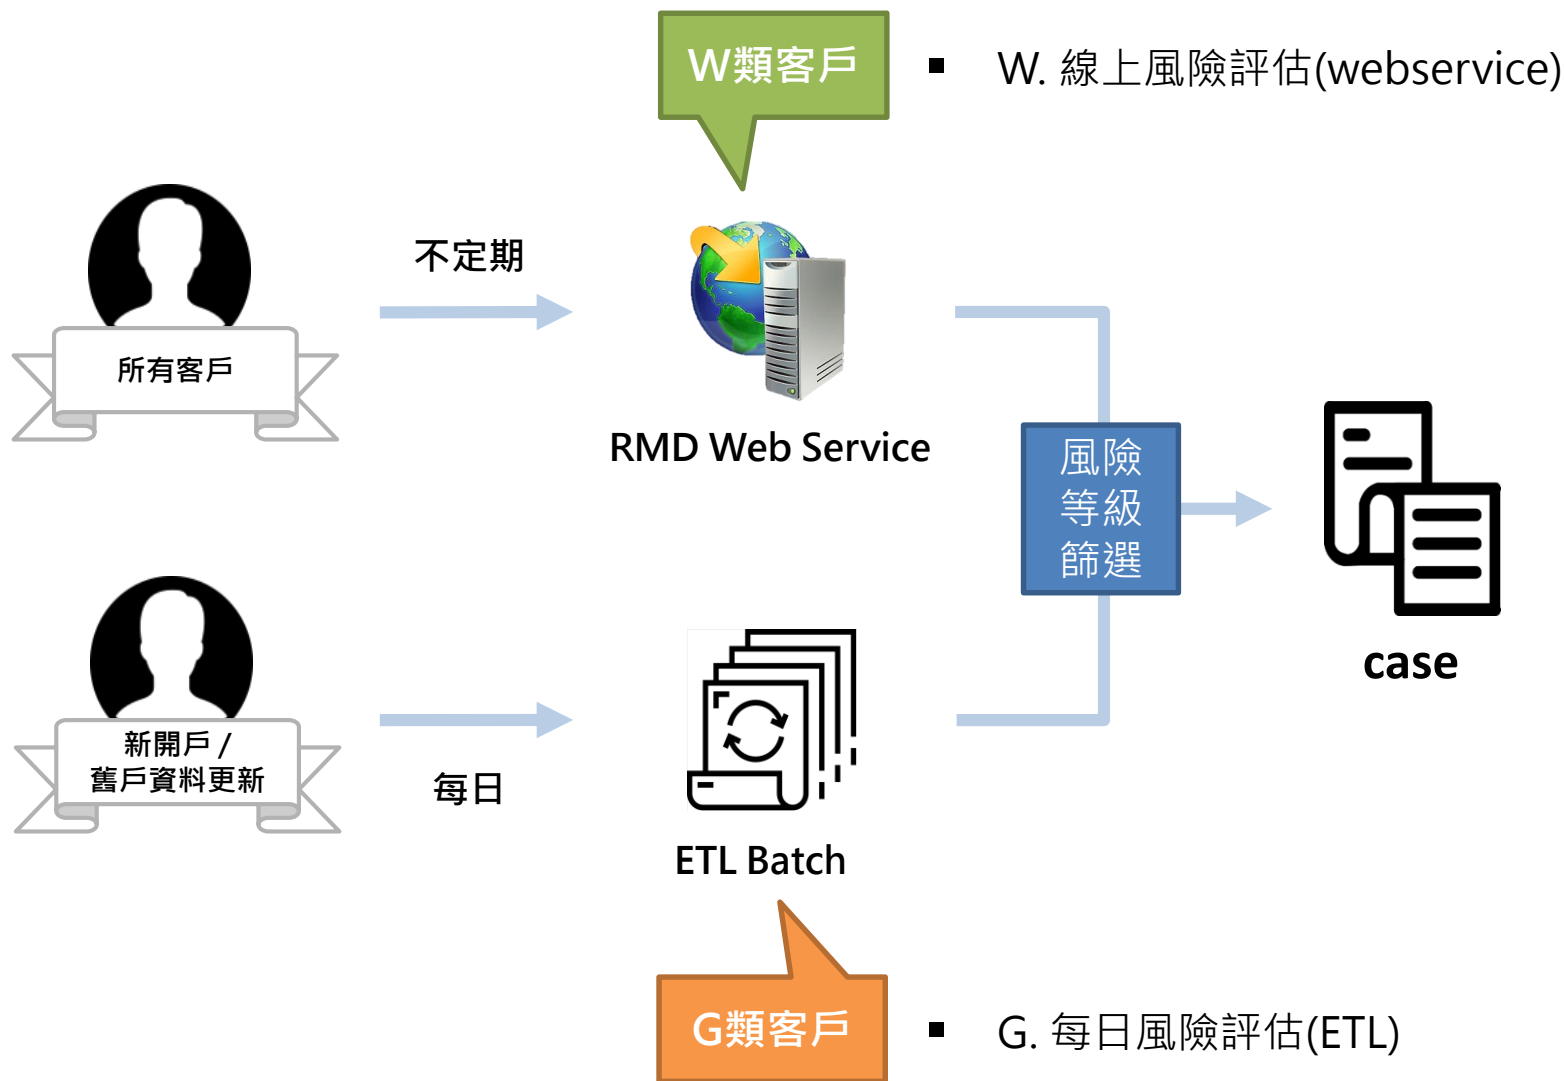 W類客戶
▪ W. 線上風險評估(webservice)
不定期
所有客戶
RMD Web Service
風險
等級
篩選
case
新開戶 /
舊戶資料更新
每日
ETL Batch
G類客戶
▪ G. 每日風險評估(ETL)